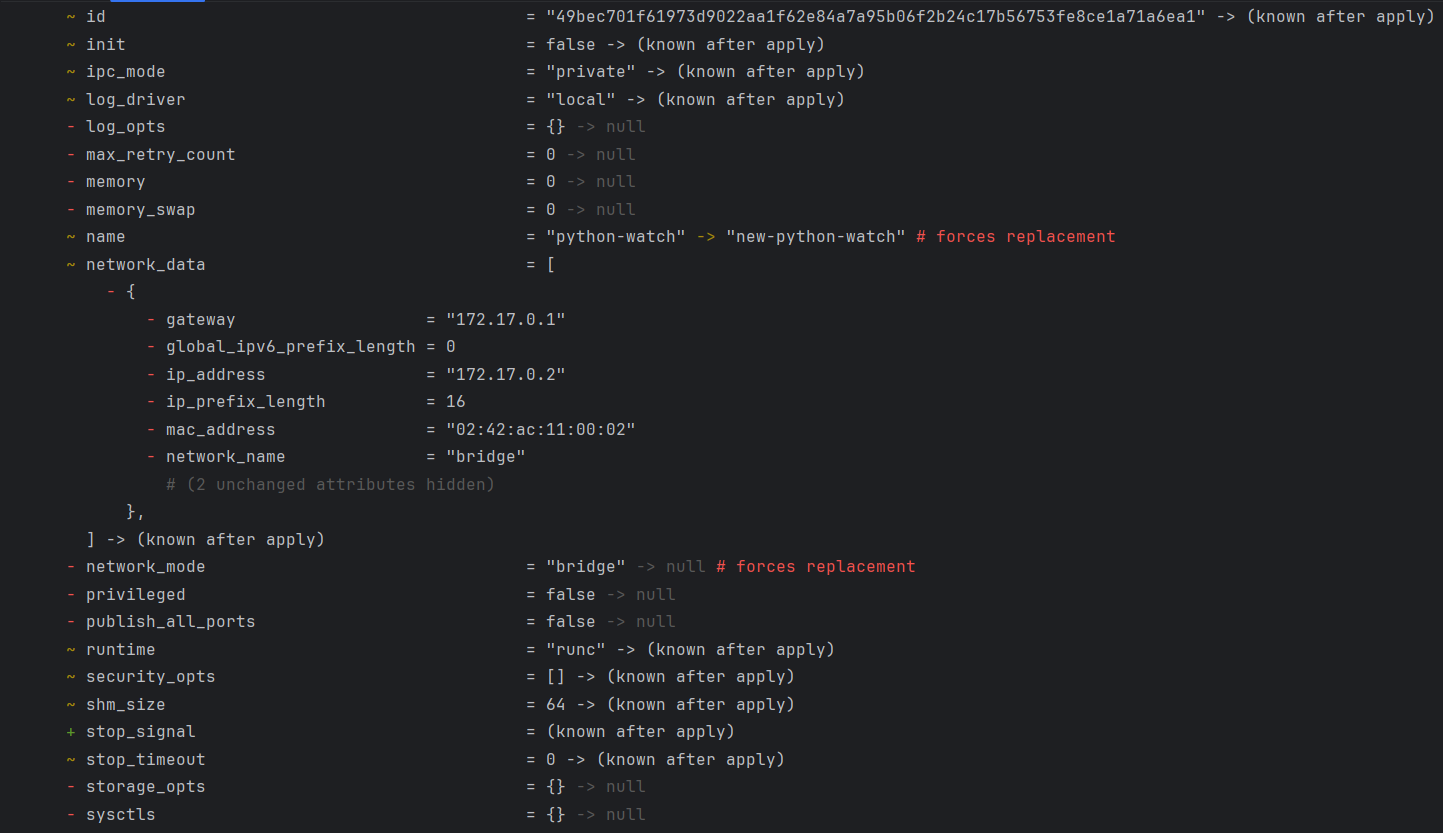 ~ id = "49bec701f61973d9022aa1f62e84a7a95b06f2b24c17b56753fe8ce1a71a6ea1" -> (known after apply)
~ init = false -> (known after apply)
~ ipc_mode = "private" -> (known after apply)
~ log_driver = "local" -> (known after apply)
- log_opts = {} -> null
- max_retry_count = 0 -> null
- memory = 0 -> null
- memory_swap = 0 -> null
~ name = "python-watch" -> "new-python-watch" # forces replacement
~ network_data = [
- {
- gateway = "172.17.0.1"
- global_ipv6_prefix_length = 0
- ip_address = "172.17.0.2"
- ip_prefix_length = 16
- mac_address = "02:42:ac:11:00:02"
- network_name = "bridge"
# (2 unchanged attributes hidden)
},
] -> (known after apply)
- network_mode = "bridge" -> null # forces replacement
- privileged = false -> null
- publish_all_ports = false -> null
~ runtime = "runc" -> (known after apply)
~ security_opts = [] -> (known after apply)
~ shm_size = 64 -> (known after apply)
+ stop_signal = (known after apply)
~ stop_timeout = 0 -> (known after apply)
- storage_opts = {} -> null
- sysctls = {} -> null